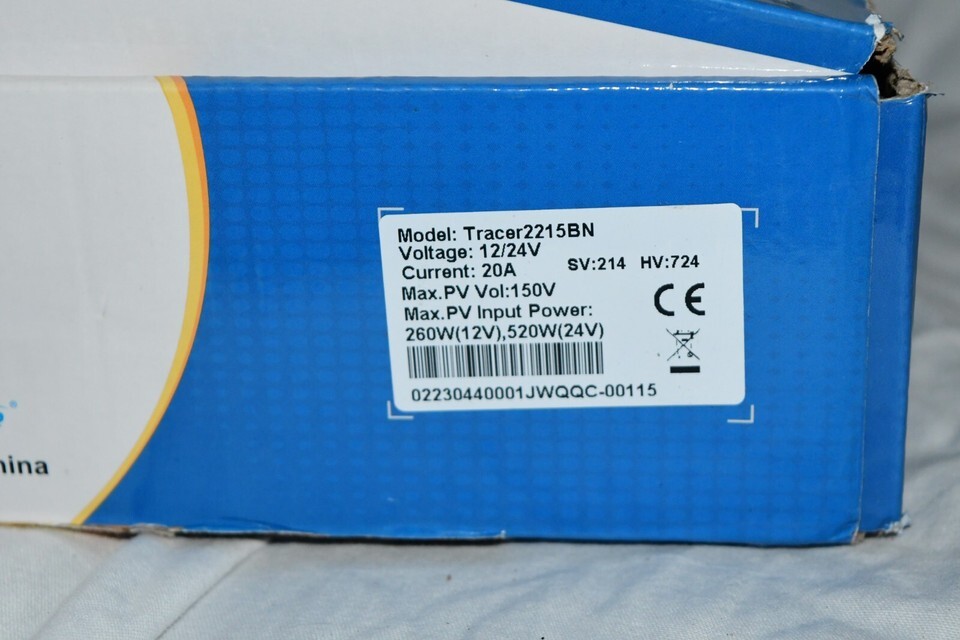 Model: Tracer2215BN
Voltage: 12/24V
Current: 20A SV:214 HV:724
Max.PV Vol:150V
Max.PV Input Power:
260W(12V),520W(24V)
CE
02230440001JWQQC-00115